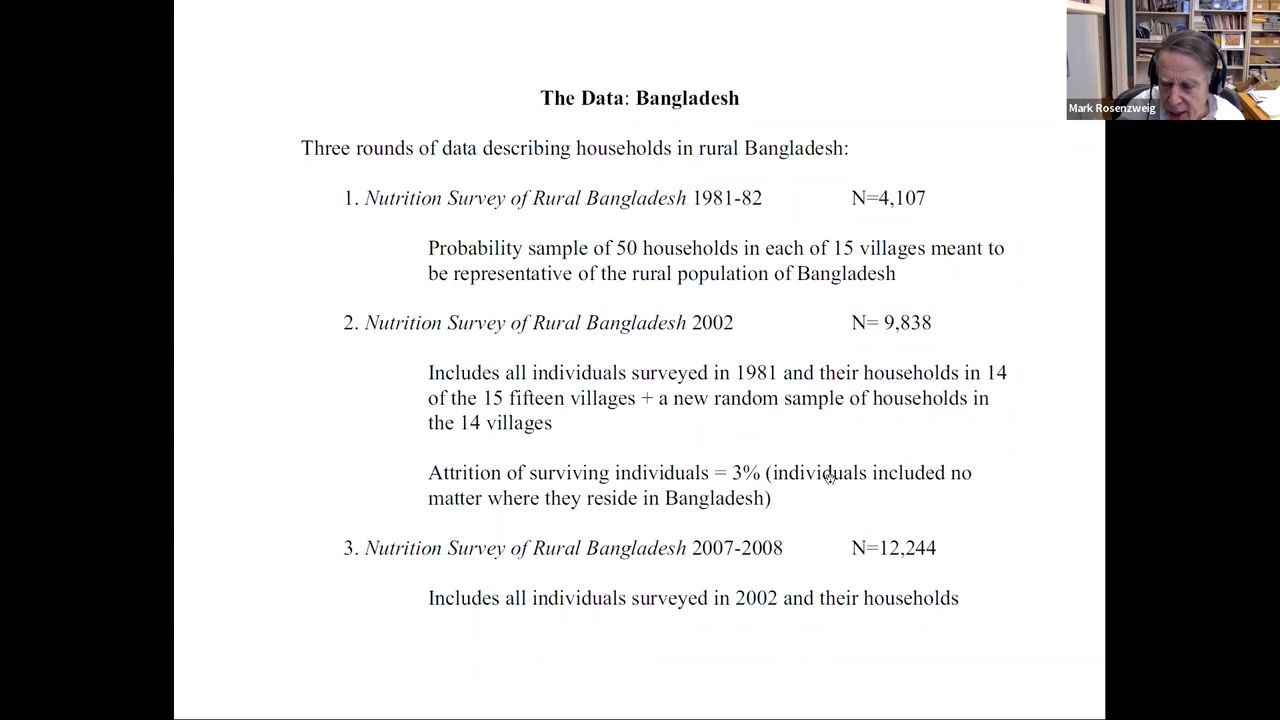 The Data: Bangladesh
Mark Rosenzweig
Three rounds of data describing households in rural Bangladesh:
1. Nutrition Survey of Rural Bangladesh 1981-82 N=4,107
Probability sample of 50 households in each of 15 villages meant to
be representative of the rural population of Bangladesh
2. Nutrition Survey of Rural Bangladesh 2002 N= 9,838
Includes all individuals surveyed in 1981 and their households in 14
of the 15 fifteen villages + a new random sample of households in
the 14 villages
Attrition of surviving individuals = 3% (individuals included no
matter where they reside in Bangladesh)
3. Nutrition Survey of Rural Bangladesh 2007-2008 N=12,244
Includes all individuals surveyed in 2002 and their households